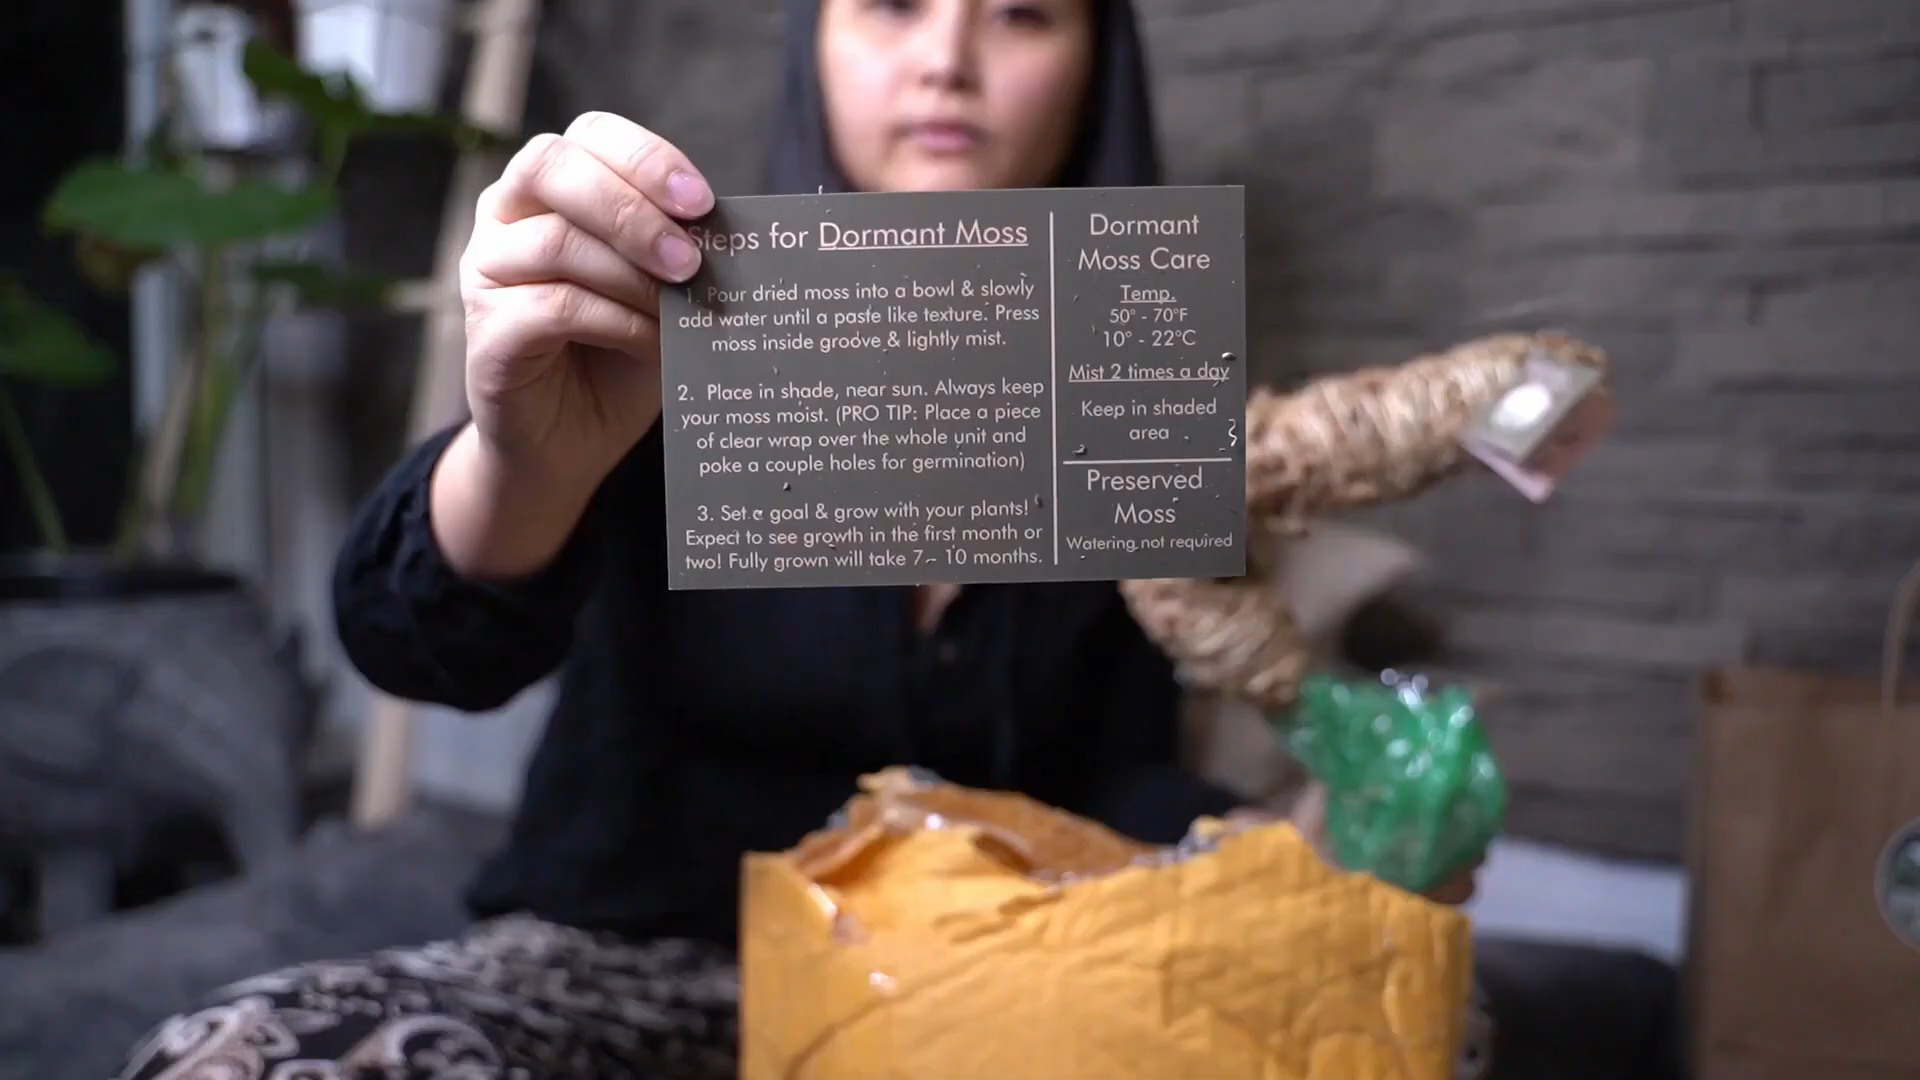 Steps for Dormant Moss
1. Pour dried moss into a bowl & slowly
add water until a paste like texture. Press
moss inside groove & lightly mist.
2. Place in shade, near sun. Always keep
your moss moist. (PRO TIP: Place a piece
of clear wrap over the whole unit and
poke a couple holes for germination)
3. Set a goal & grow with your plants!
Expect to see growth in the first month or
two! Fully grown will take 7- 10 months.
Dormant
Moss Care
Temp.
50° - 70°F
10° - 22°C
Mist 2 times a day
Keep in shaded
area
Preserved
Moss
Watering not required